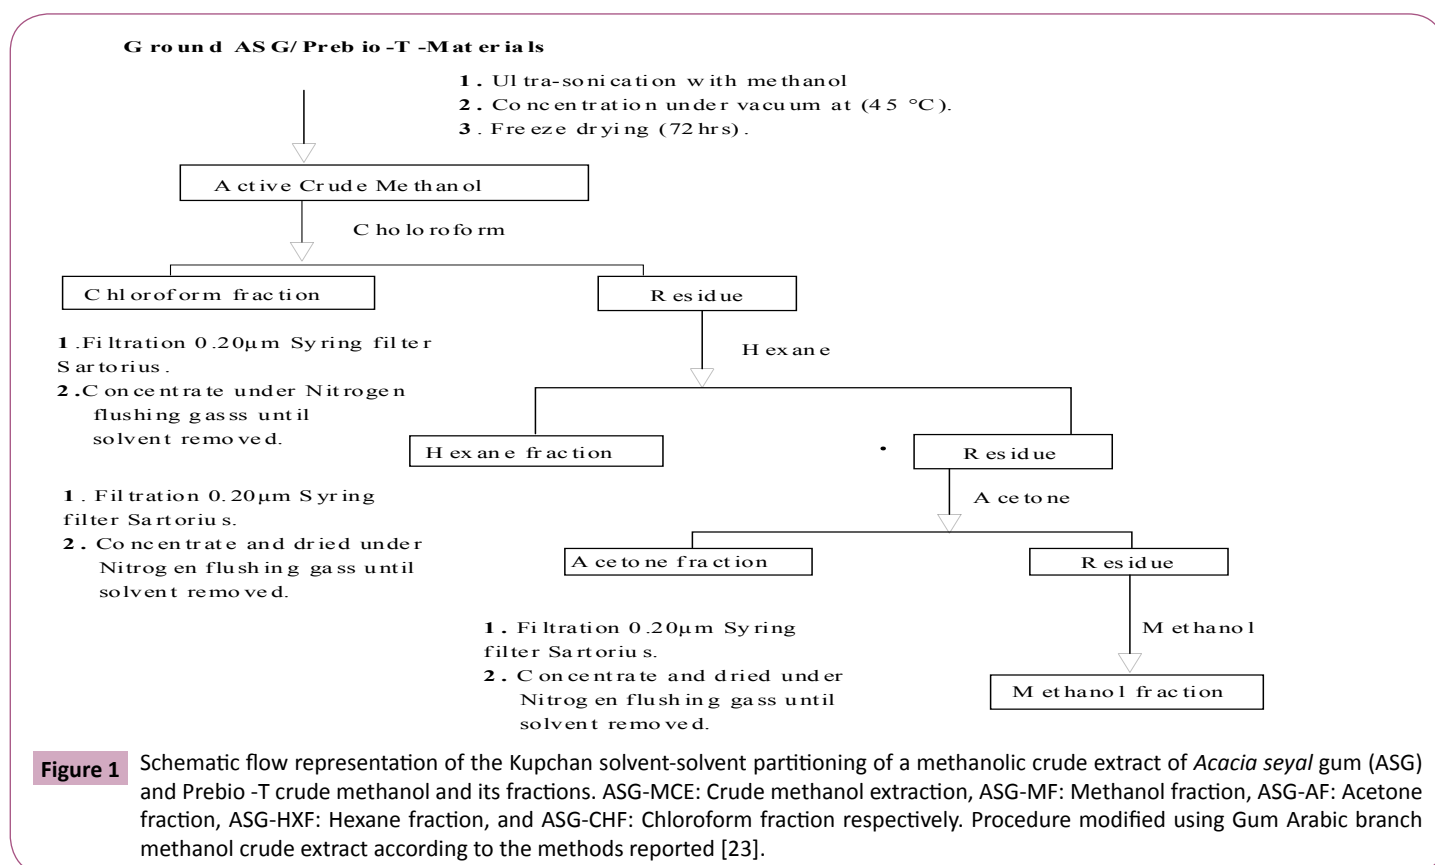 Ground ASG/Prebio-T-Materials
1. Ultra-sonication with methanol
2. Concentration under vacuum at (45 °C).
3. Freeze drying (72hrs).
Active Crude Methanol
Choloroform
Chloroform fraction
Residue
1.Filtration 0.20µm Syring filter
Sartorius.
2.Concentrate under Nitrogen
flushing gasss until
solvent removed.
Hexane
Hexane fraction
Residue
1. Filtration 0.20µm Syring
filter Sartorius.
2. Concentrate and dried under
Nitrogen flushing gass until
solvent removed.
Acetone
Acetone fraction
Residue
1. Filtration 0.20µm Syring
filter Sartorius.
2. Concentrate and dried under
Nitrogen flushing gass until
solvent removed.
Methanol
Methanol fraction
Figure 1 Schematic flow representation of the Kupchan solvent-solvent partitioning of a methanolic crude extract of Acacia seyal gum (ASG)
and Prebio -T crude methanol and its fractions. ASG-MCE: Crude methanol extraction, ASG-MF: Methanol fraction, ASG-AF: Acetone
fraction, ASG-HXF: Hexane fraction, and ASG-CHF: Chloroform fraction respectively. Procedure modified using Gum Arabic branch
methanol crude extract according to the methods reported [23].